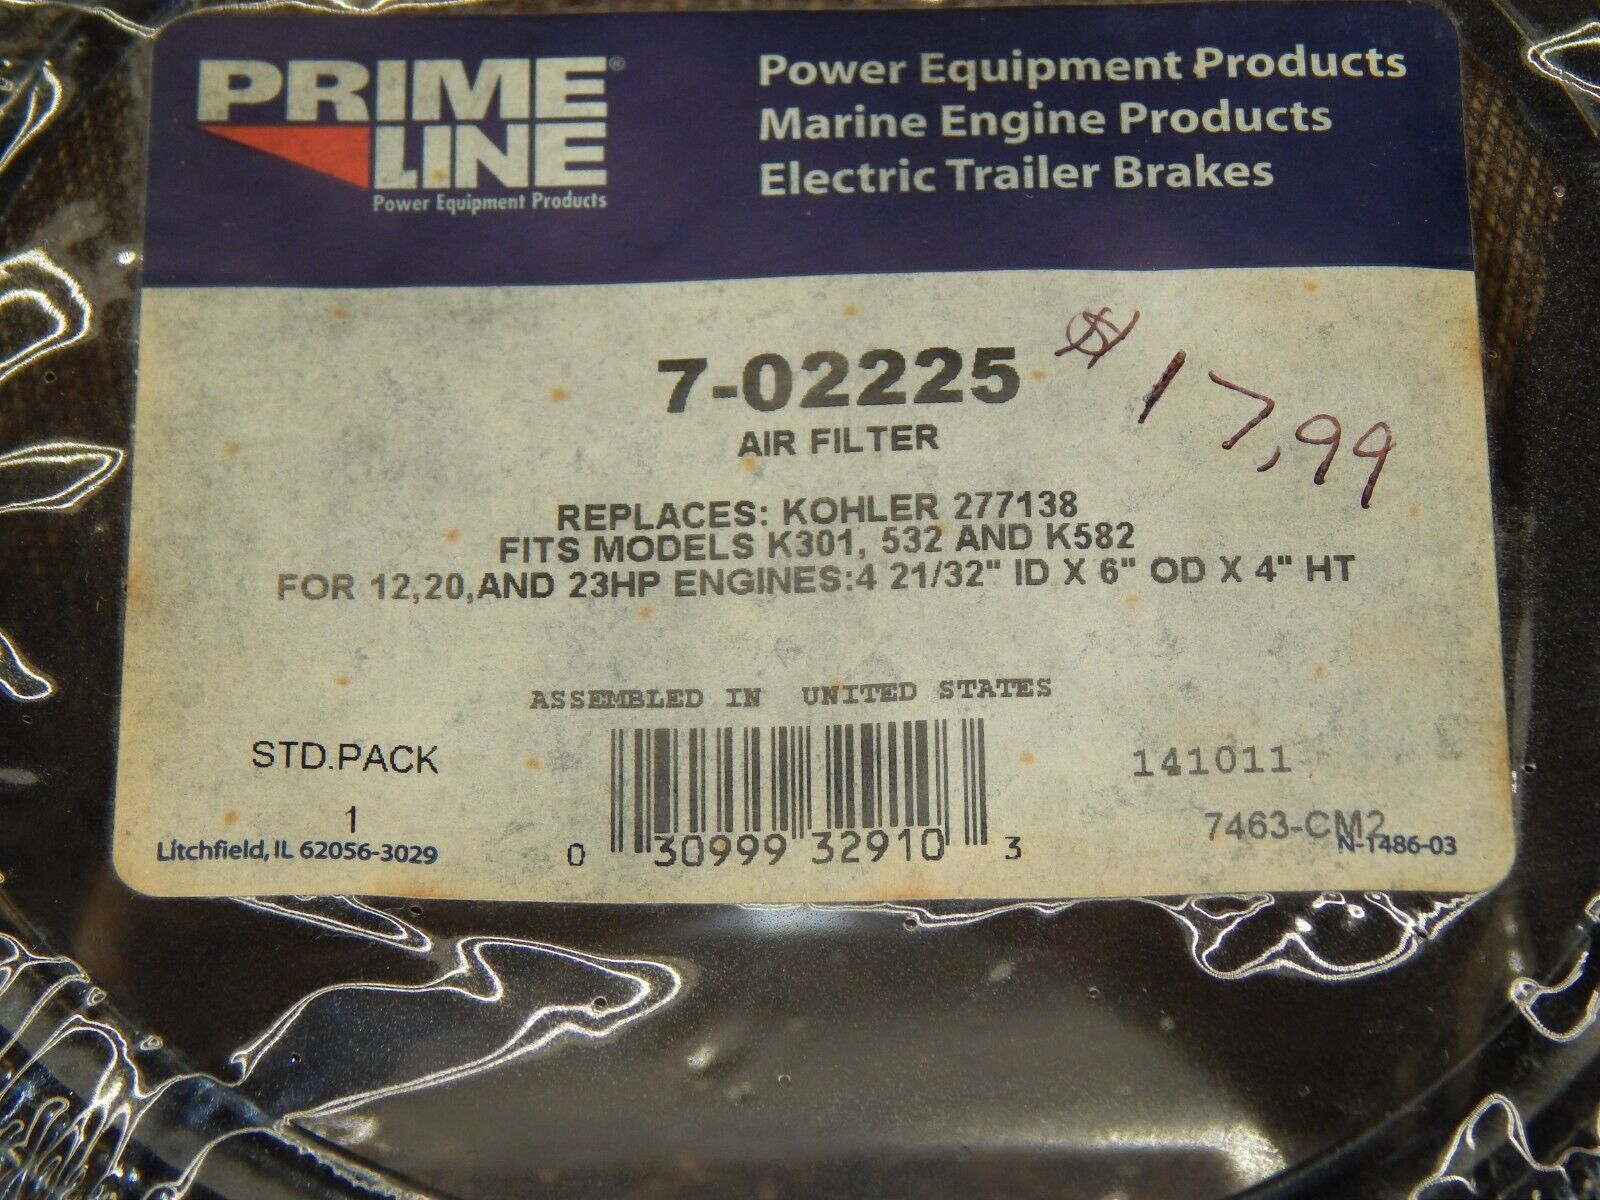 PRIME
LINE®
Power Equipment Products
Power Equipment Products
Marine Engine Products
Electric Trailer Brakes
7-02225
$17,99
AIR FILTER
REPLACES: KOHLER 277138
FITS MODELS K301, 532 AND K582
FOR 12,20,AND 23HP ENGINES:4 21/32" ID X 6" OD X 4" HT
ASSEMBLED IN UNITED STATES
STD.PACK
1
Litchfield, IL 62056-3029
0 30999 32910 3
141011
7463-CM2
N-1486-03